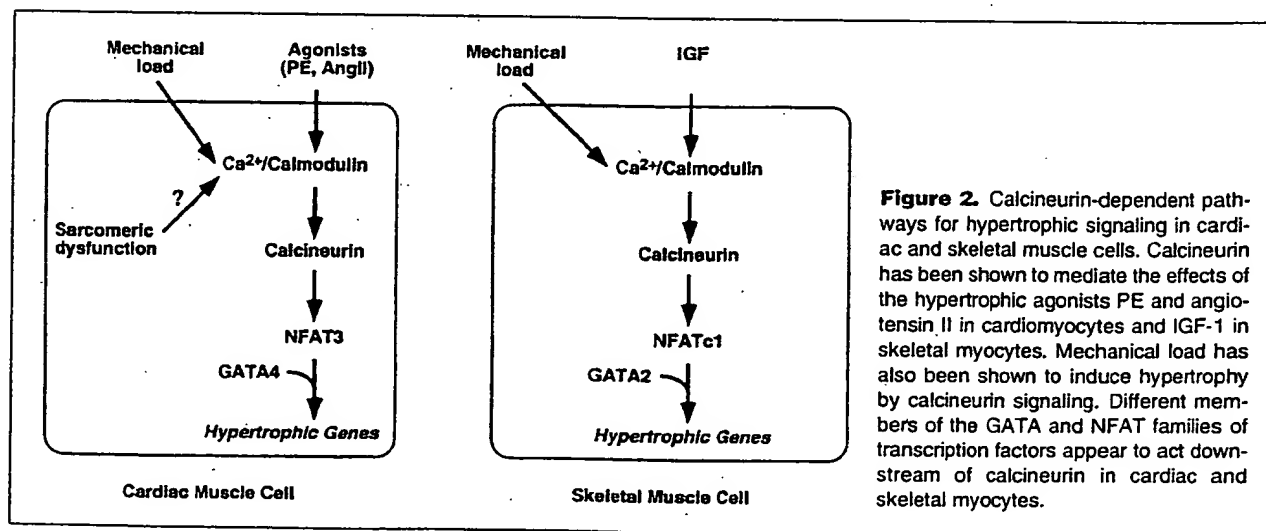 Mechanical load
Agonists (PE, AngII)
Ca2+/Calmodulin
?
Sarcomeric dysfunction
Calcineurin
NFAT3
GATA4
Hypertrophic Genes
Cardiac Muscle Cell
Mechanical load
IGF
Ca2+/Calmodulin
Calcineurin
NFATc1
GATA2
Hypertrophic Genes
Skeletal Muscle Cell
Figure 2. Calcineurin-dependent path-
ways for hypertrophic signaling in cardi-
ac and skeletal muscle cells. Calcineurin
has been shown to mediate the effects of
the hypertrophic agonists PE and angio-
tensin II in cardiomyocytes and IGF-1 in
skeletal myocytes. Mechanical load has
also been shown to induce hypertrophy
by calcineurin signaling. Different mem-
bers of the GATA and NFAT families of
transcription factors appear to act down-
stream of calcineurin in cardiac and
skeletal myocytes.